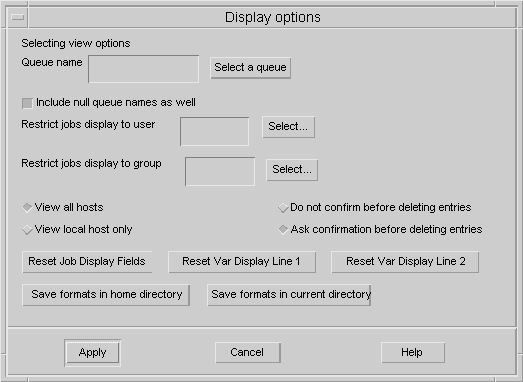 Display options
Selecting view options
Queue name
Select a queue
Include null queue names as well
Restrict jobs display to user
Select...
Restrict jobs display to group
Select...
View all hosts
Do not confirm before deleting entries
View local host only
Ask confirmation before deleting entries
Reset Job Display Fields
Reset Var Display Line 1
Reset Var Display Line 2
Save formats in home directory
Save formats in current directory
Apply
Cancel
Help